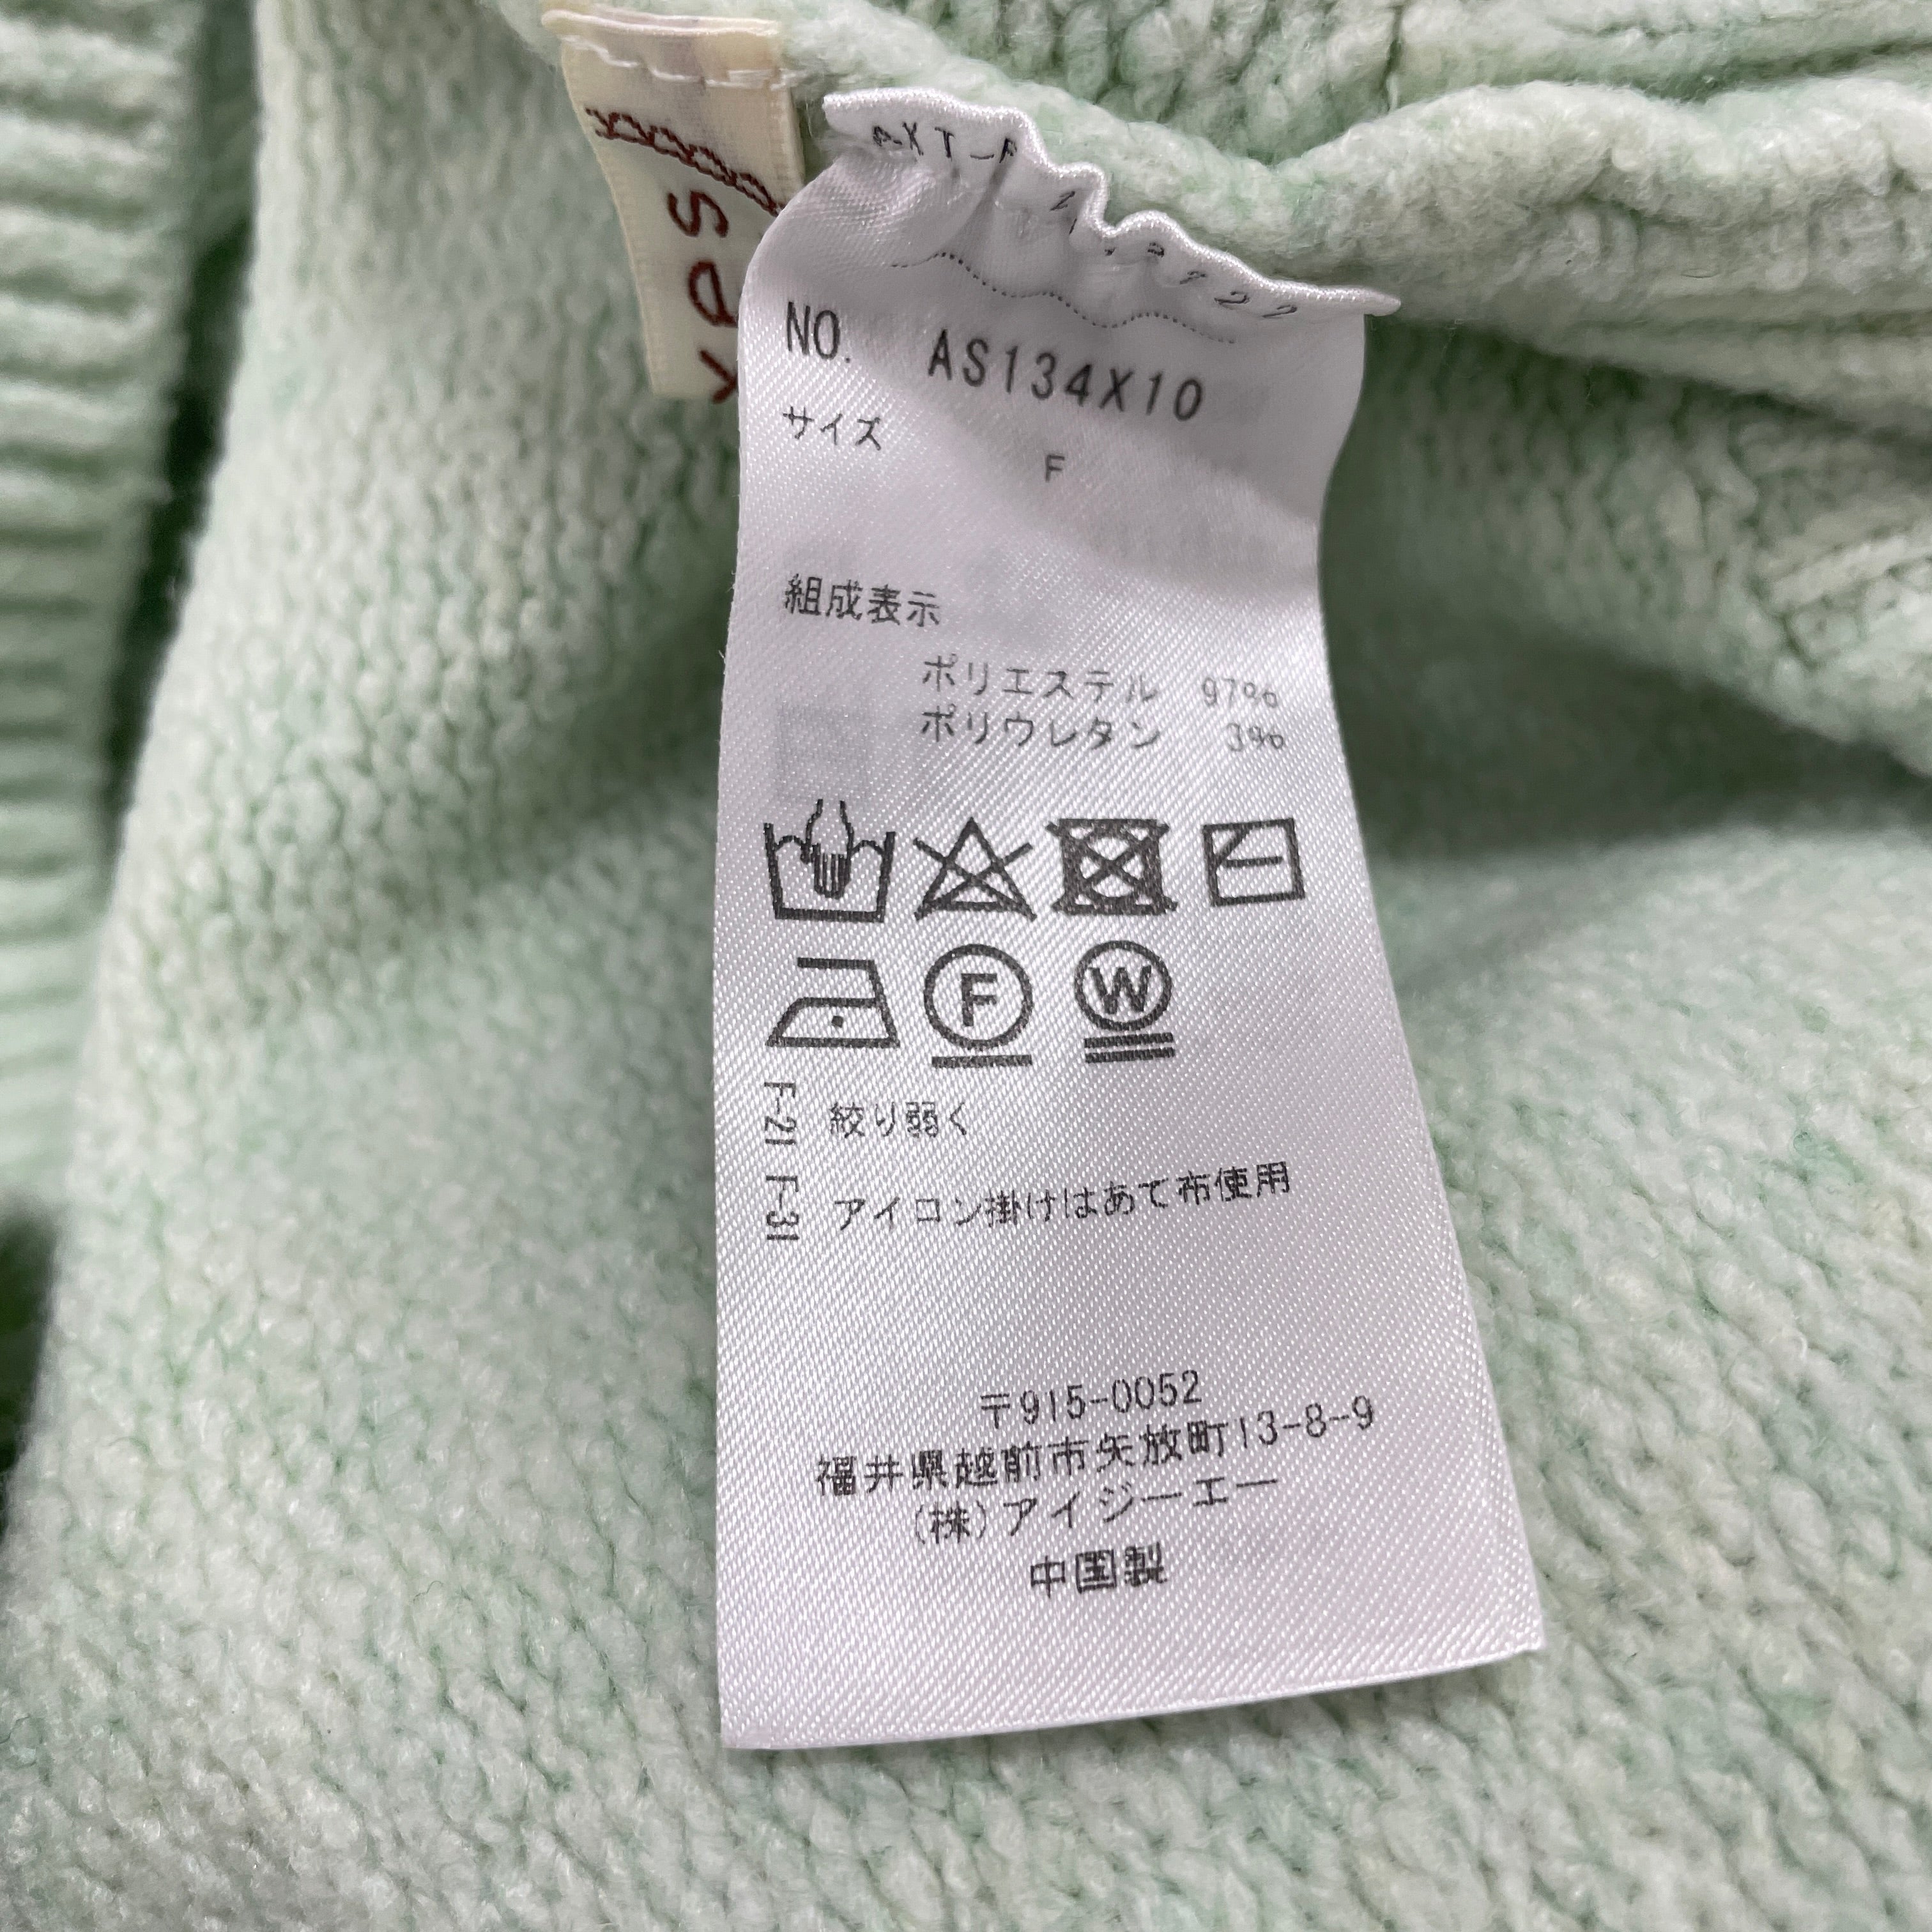 NO. AS134X10
サイズ F
組成表示
ポリエステル 97%
ポリウレタン 3%
F
W
F-21 絞り弱く
F-31 アイロン掛けはあて布使用
〒915-0052
福井県越前市矢放町13-8-9
(株)アイジーエー
中国製